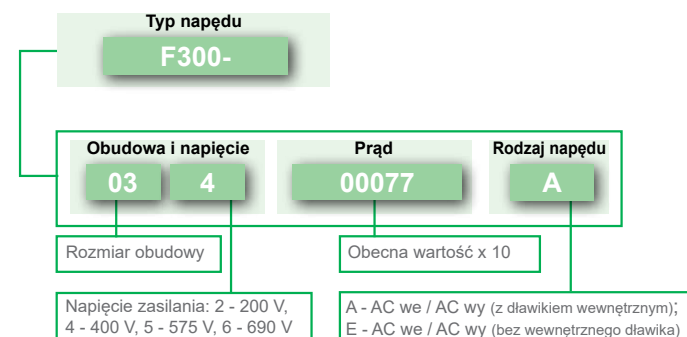 Typ napędu
F300-
Obudowa i napięcie
Prąd
Rodzaj napędu
03
4
00077
A
Rozmiar obudowy
Obecna wartość x 10
Napięcie zasilania: 2 - 200 V,
4 - 400 V, 5 - 575 V, 6 - 690 V
A - AC we / AC wy (z dławikiem wewnętrznym);
E - AC we / AC wy (bez wewnętrznego dławika)